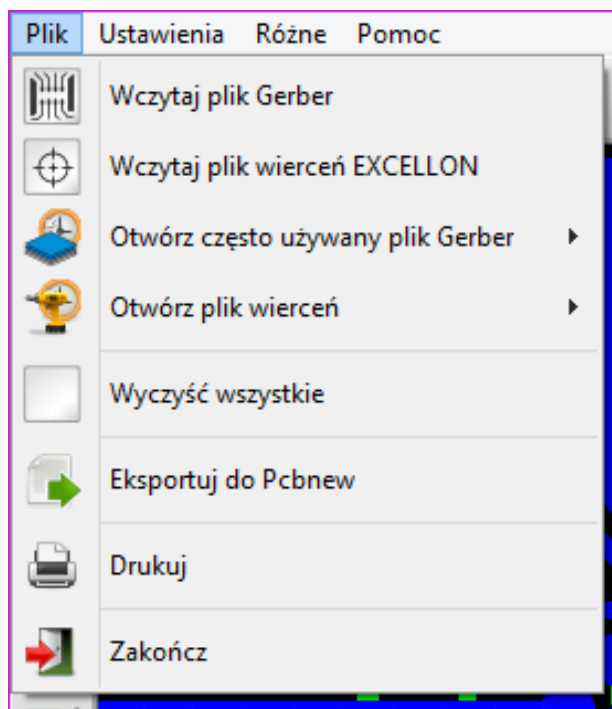 Plik Ustawienia Różne Pomoc
Wczytaj plik Gerber
Wczytaj plik wierceń EXCELLON
Otwórz często używany plik Gerber
Otwórz plik wierceń
Wyczyść wszystkie
Eksportuj do Pcbnew
Drukuj
Zakończ